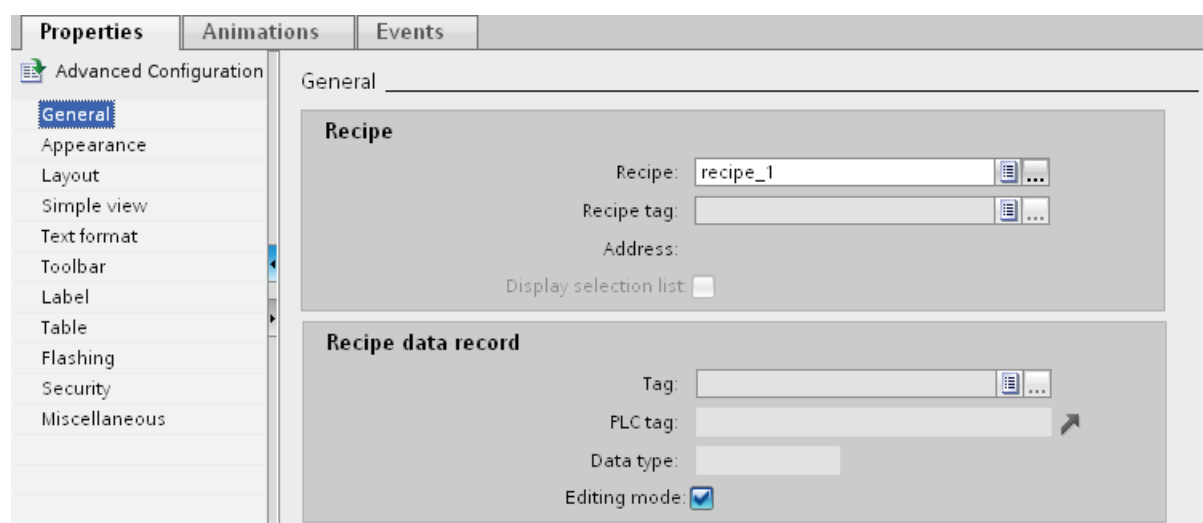 Properties
Animations
Events
Advanced Configuration
General
Appearance
Layout
Simple view
Text format
Toolbar
Label
Table
Flashing
Security
Miscellaneous
General
Recipe
Recipe: recipe_1 ...
Recipe tag: ...
Address:
Display selection list:
Recipe data record
Tag: ...
PLC tag:
Data type:
Editing mode: